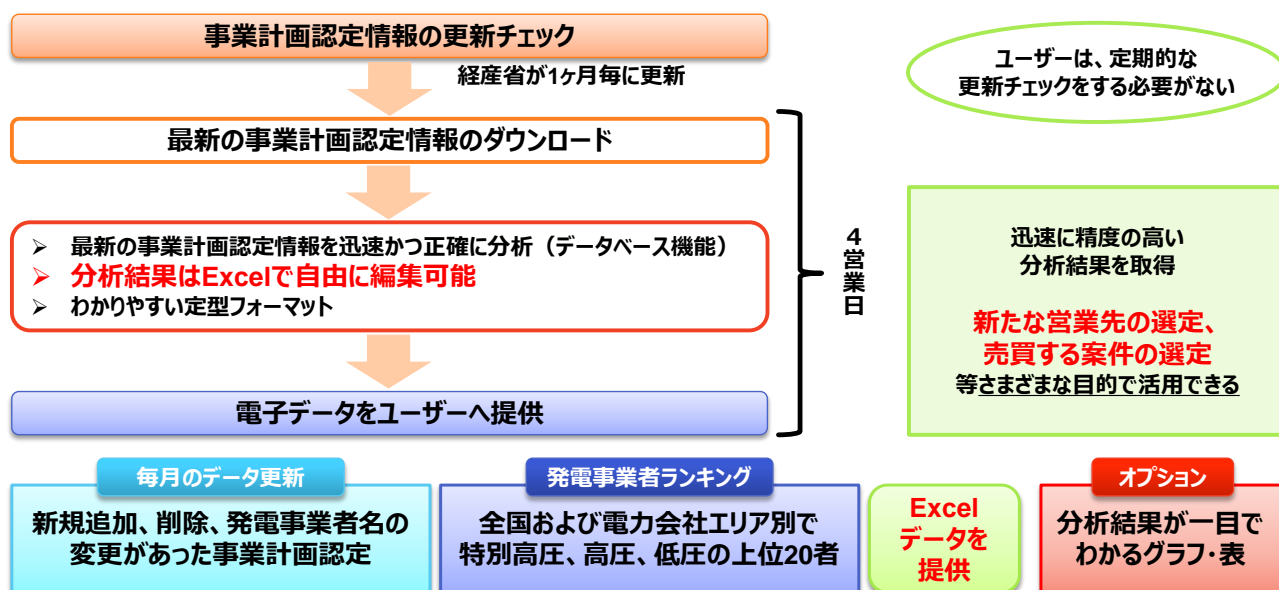 事業計画認定情報の更新チェック
経産省が1ヶ月毎に更新
最新の事業計画認定情報のダウンロード
➢ 最新の事業計画認定情報を迅速かつ正確に分析（データベース機能）
➢ 分析結果はExcelで自由に編集可能
➢ わかりやすい定型フォーマット
電子データをユーザーへ提供
4営業日
ユーザーは、定期的な
更新チェックをする必要がない
迅速に精度の高い
分析結果を取得
新たな営業先の選定、
売買する案件の選定
等さまざまな目的で活用できる
毎月のデータ更新
新規追加、削除、発電事業者名の
変更があった事業計画認定
発電事業者ランキング
全国および電力会社エリア別で
特別高圧、高圧、低圧の上位20者
Excel
データを
提供
オプション
分析結果が一目で
わかるグラフ・表